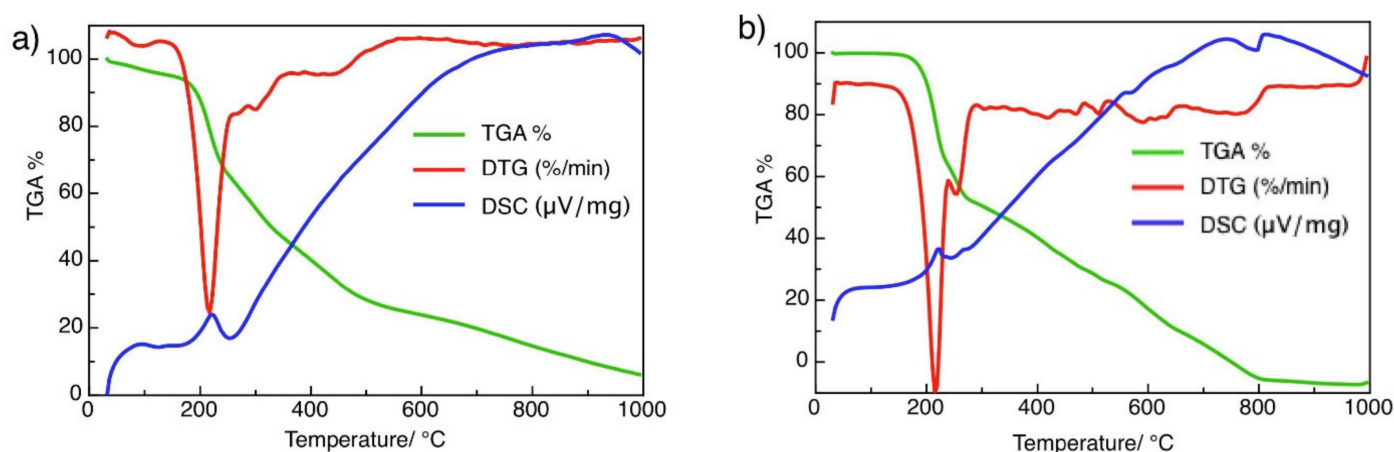 a)
100
80
60
40
20
0
TGA %
TGA %
DTG (%/min)
DSC (µV/mg)
0 200 400 600 800 1000
Temperature/ °C
b)
100
80
60
40
20
0
TGA %
TGA %
DTG (%/min)
DSC (µV/mg)
0 200 400 600 800 1000
Temperature/ °C